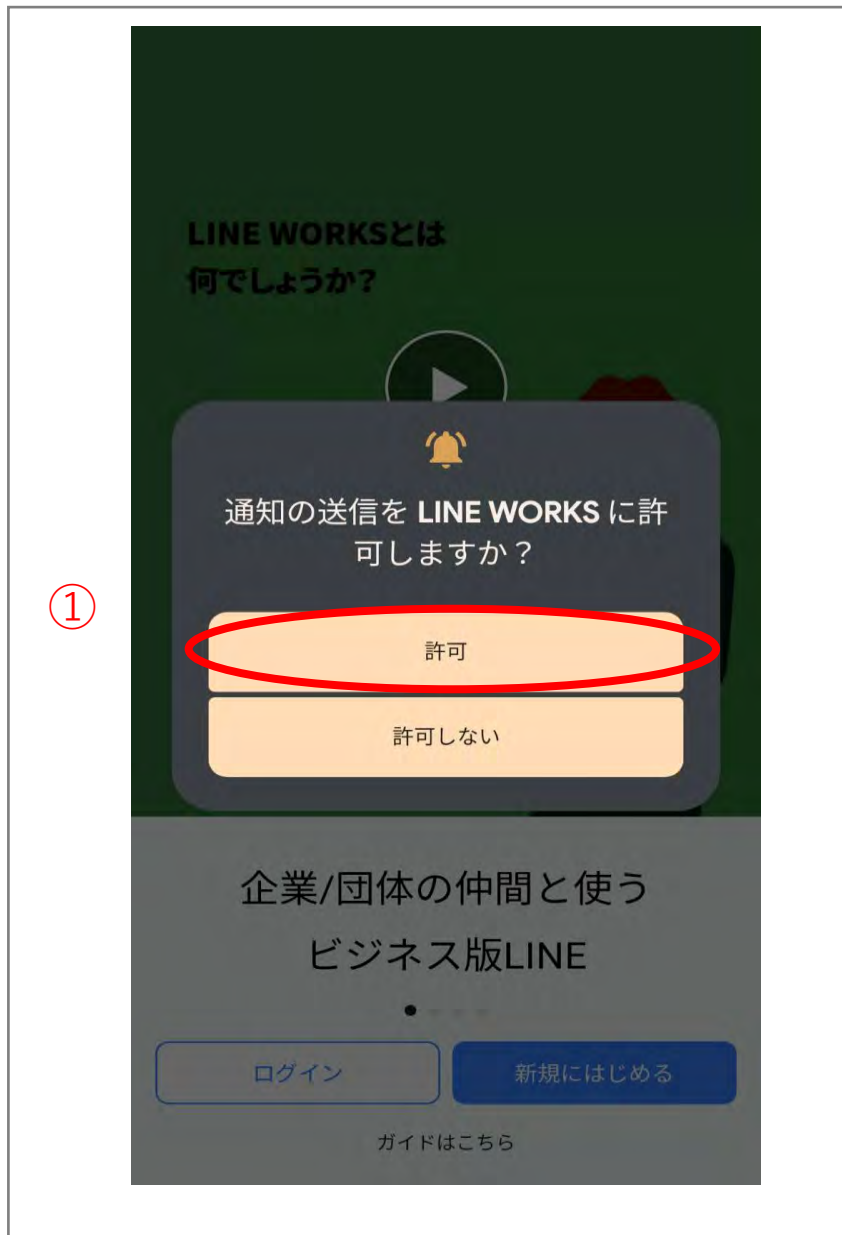 LINE WORKSとは
何でしょうか？
通知の送信を LINE WORKS に許
可しますか？
①
許可
許可しない
企業/団体の仲間と使う
ビジネス版LINE
ログイン
新規にはじめる
ガイドはこちら